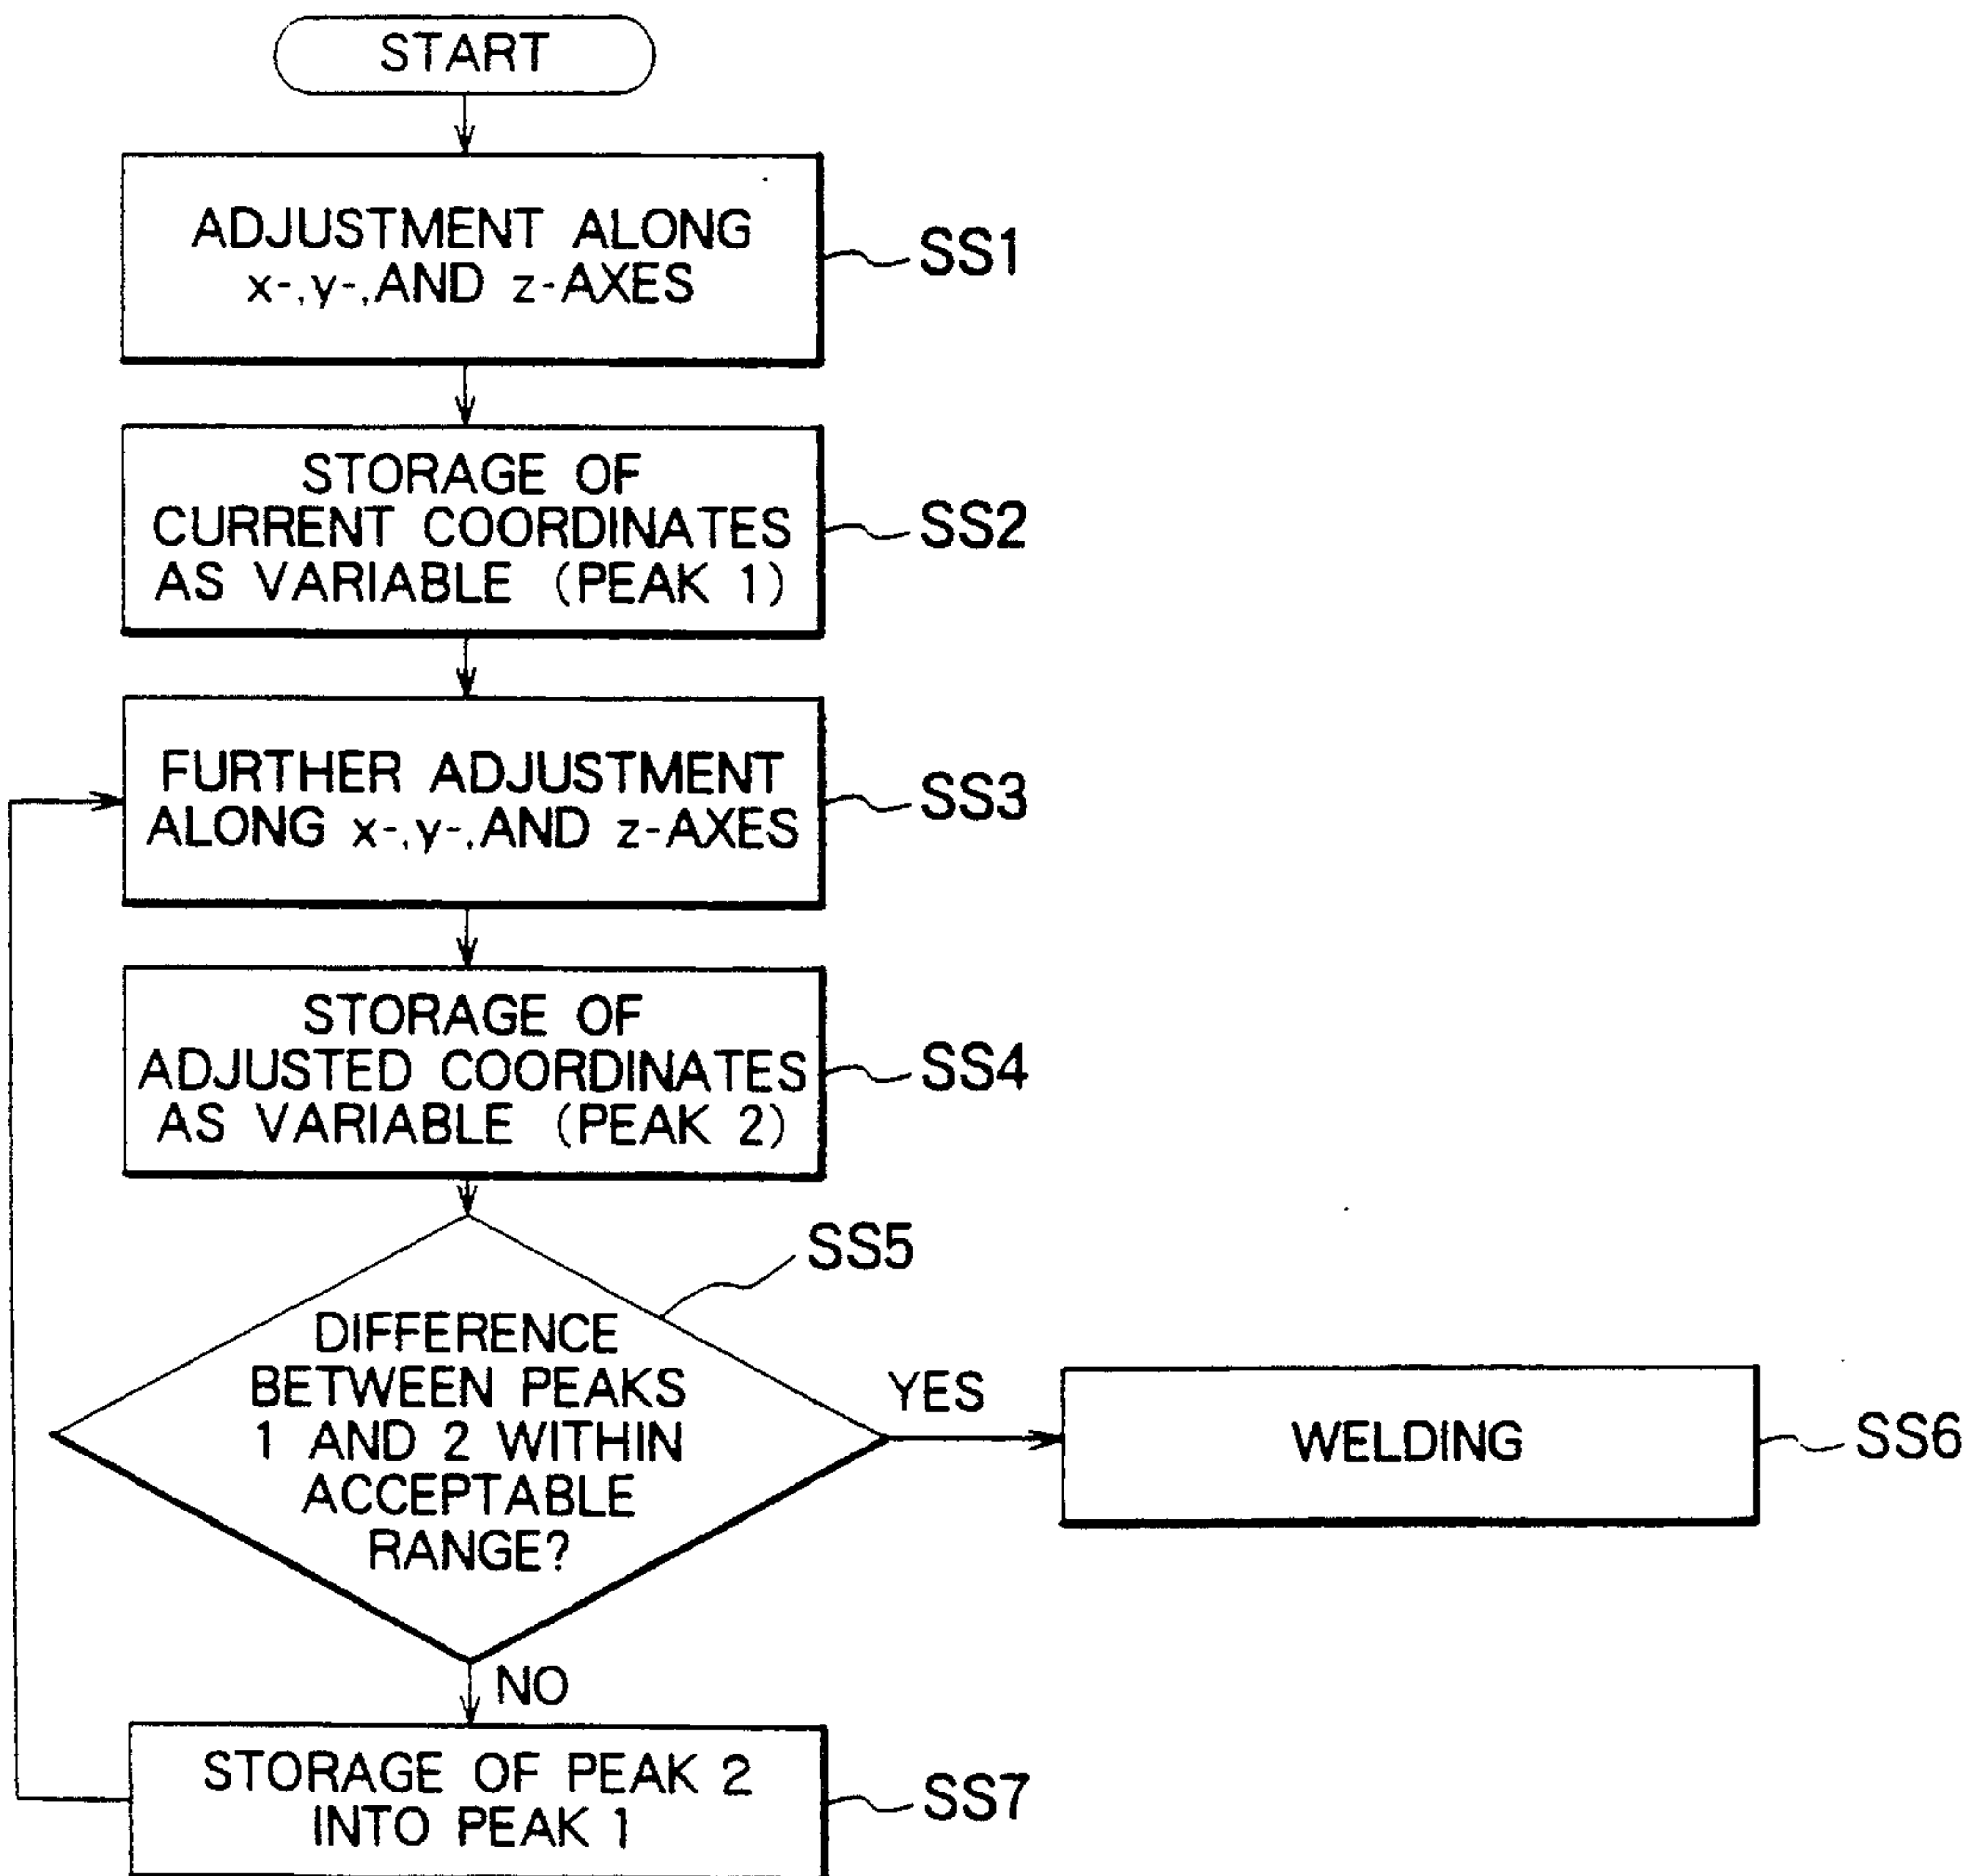 START
ADJUSTMENT ALONG
x-,y-,AND z-AXES
SS1
STORAGE OF
CURRENT COORDINATES
AS VARIABLE (PEAK 1)
SS2
FURTHER ADJUSTMENT
ALONG x-,y-,AND z-AXES
SS3
STORAGE OF
ADJUSTED COORDINATES
AS VARIABLE (PEAK 2)
SS4
SS5
DIFFERENCE
BETWEEN PEAKS
1 AND 2 WITHIN
ACCEPTABLE
RANGE?
YES
WELDING
SS6
NO
STORAGE OF PEAK 2
INTO PEAK 1
SS7